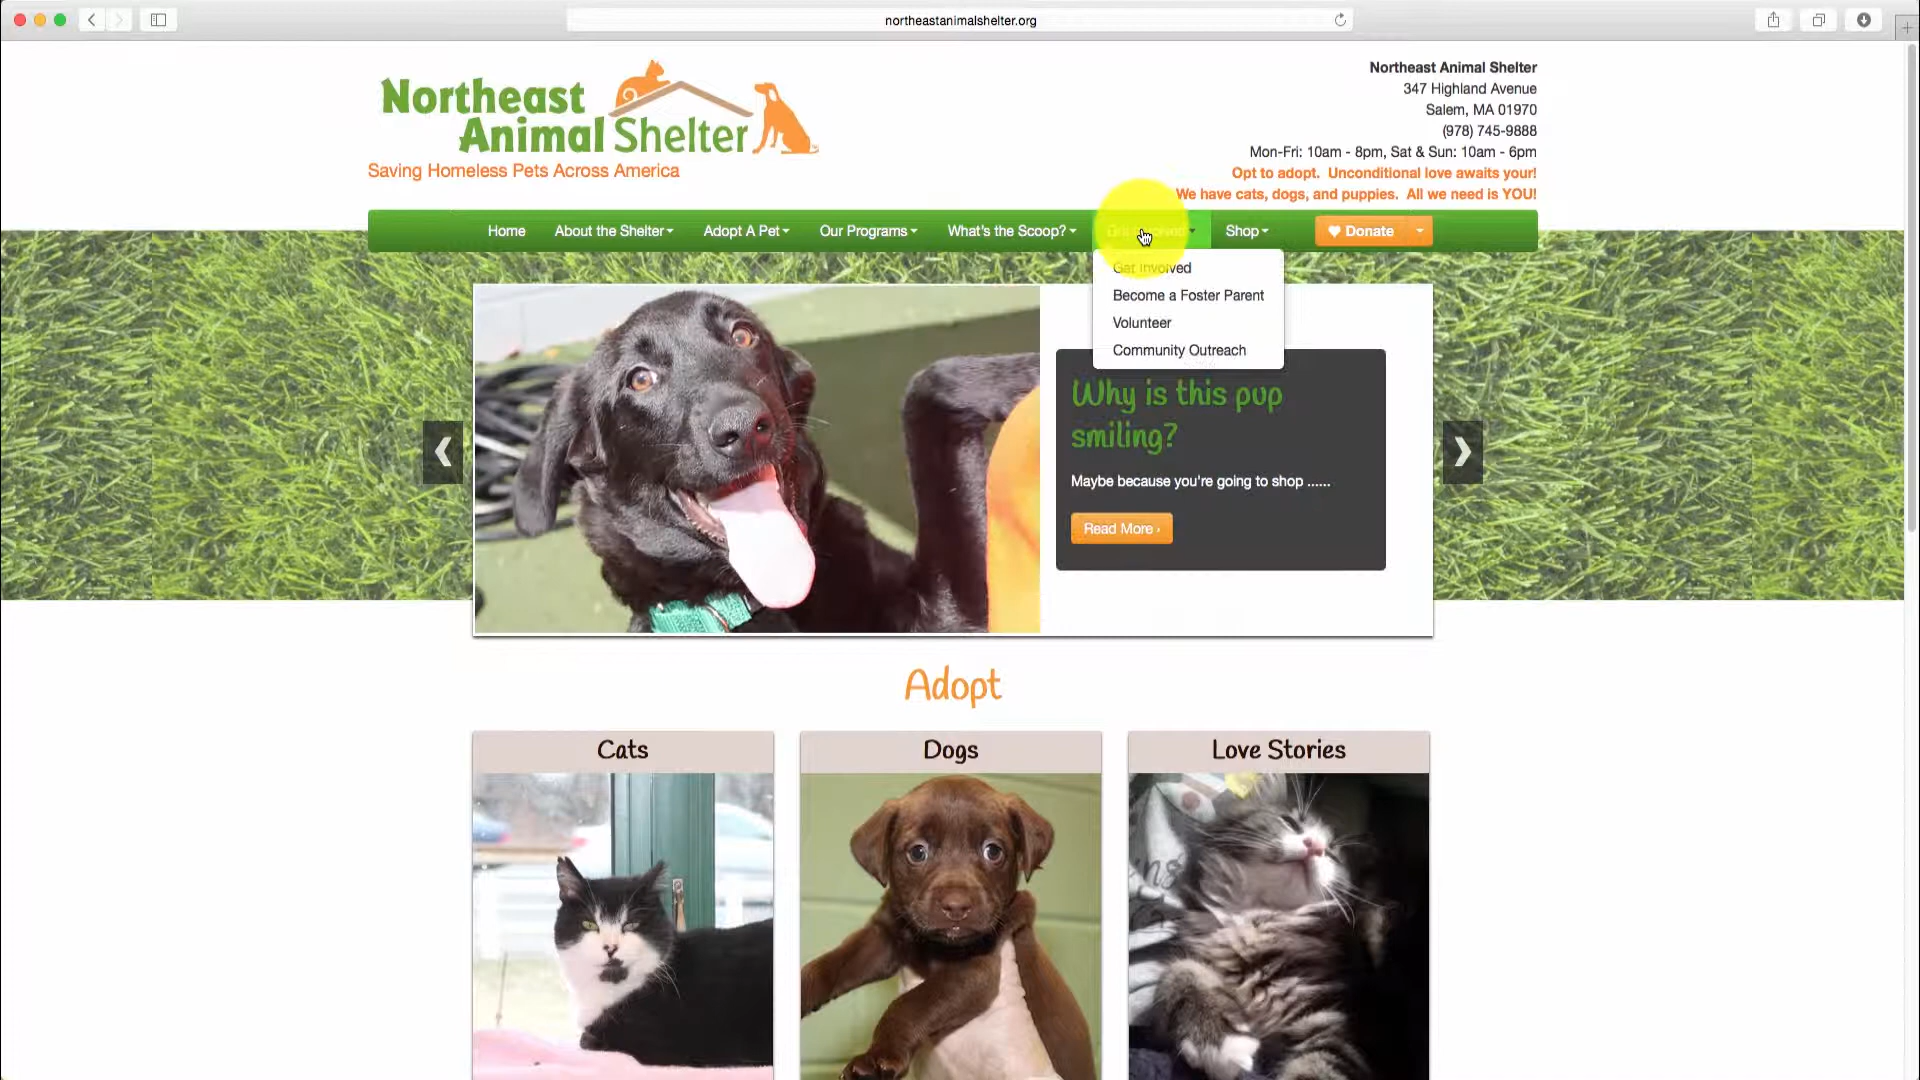 northeastanimalshelter.org
Northeast
Animal Shelter
Saving Homeless Pets Across America
Northeast Animal Shelter
347 Highland Avenue
Salem, MA 01970
(978) 745-9888
Mon-Fri: 10am - 8pm, Sat & Sun: 10am - 6pm
Opt to adopt. Unconditional love awaits your!
We have cats, dogs, and puppies. All we need is YOU!
Home About the Shelter Adopt A Pet Our Programs What's the Scoop? Get Involved Shop Donate
Get Involved
Become a Foster Parent
Volunteer
Community Outreach
Why is this pup
smiling?
Maybe because you're going to shop ......
Read More ›
Adopt
Cats Dogs Love Stories